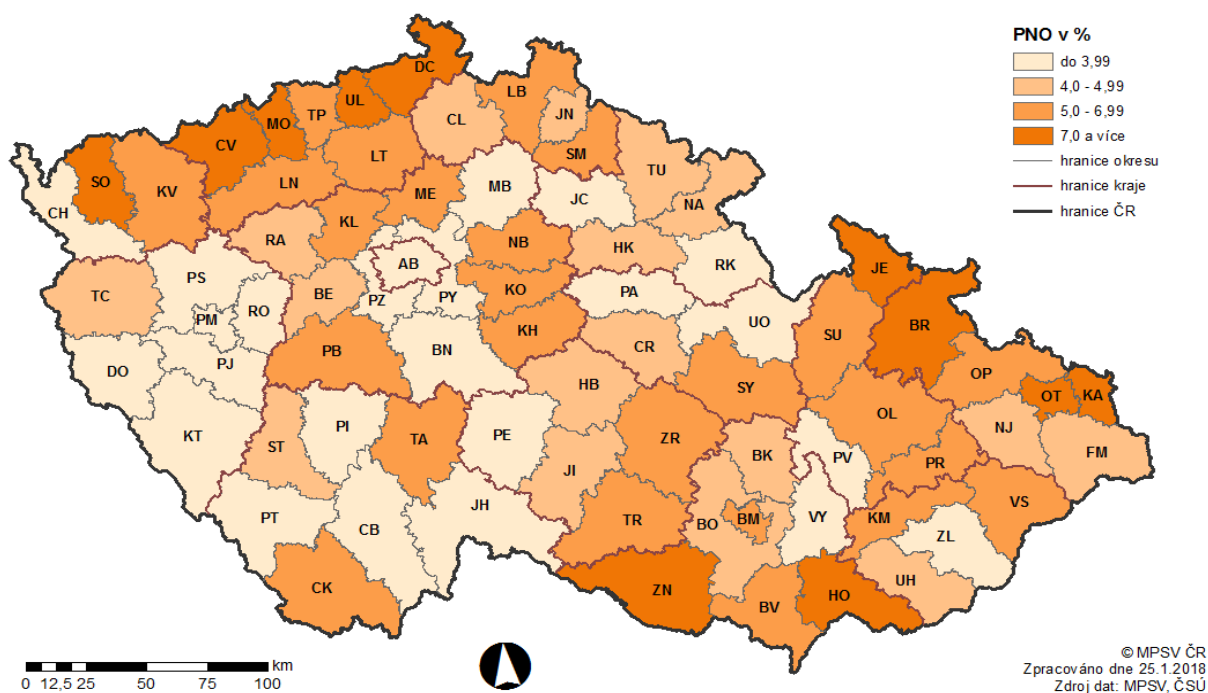 PNO v %
do 3,99
4,0 - 4,99
5,0 - 6,99
7,0 a více
hranice okresu
hranice kraje
hranice ČR
DC
LB
UL
TP
MO
JN
CL
CV
LT
SM
TU
SO
KV
LN
ME
MB
JC
NA
CH
KL
RA
NB
HK
AB
RK
PS
TC
BE
PZ
PY
KO
PA
JE
RO
PM
UO
BR
KH
SU
PB
BN
CR
DO
PJ
OP
HB
SY
OT
KA
OL
KT
ST
PI
TA
PE
ZR
NJ
FM
BK
PV
JI
PR
VS
PT
CB
JH
TR
BO
BM
VY
KM
ZL
CK
ZN
BV
HO
UH
km
0 12,5 25 50 75 100
© MPSV ČR
Zpracováno dne 25.1.2018
Zdroj dat: MPSV, ČSÚ